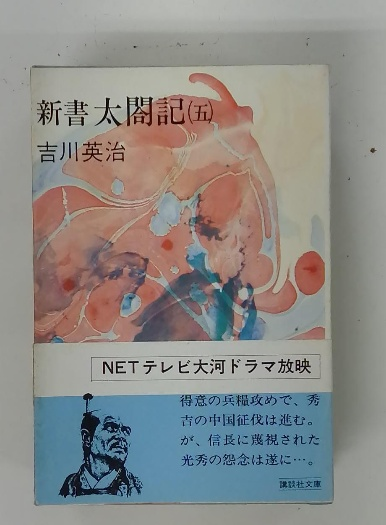 新書太閤記(五)
吉川英治
NETテレビ大河ドラマ放映
得意の兵糧攻めで、秀
吉の中国征伐は進む。
が、信長に蔑視された
光秀の怨念は遂に…。
講談社文庫